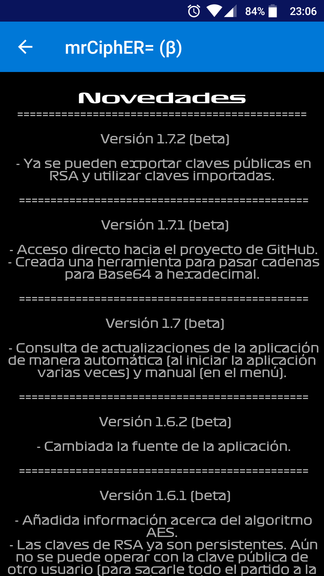 84% 23:06
mrCiphER= (β)
Novedades
==============================================
Versión 1.7.2 (beta)
- Ya se pueden exportar claves públicas en
RSA y utilizar claves importadas.
==============================================
Versión 1.7.1 (beta)
- Acceso directo hacia el proyecto de GitHub.
- Creada una herramienta para pasar cadenas
para Base64 a hexadecimal.
==============================================
Versión 1.7 (beta)
- Consulta de actualizaciones de la aplicación
de manera automática (al iniciar la aplicación
varias veces) y manual (en el menú).
==============================================
Versión 1.6.2 (beta)
- Cambiada la fuente de la aplicación.
==============================================
Versión 1.6.1 (beta)
- Añadida información acerca del algoritmo
AES.
- Las claves de RSA ya son persistentes. Aún
no se puede operar con la clave pública de
otro usuario (para sacarle todo el partido a la